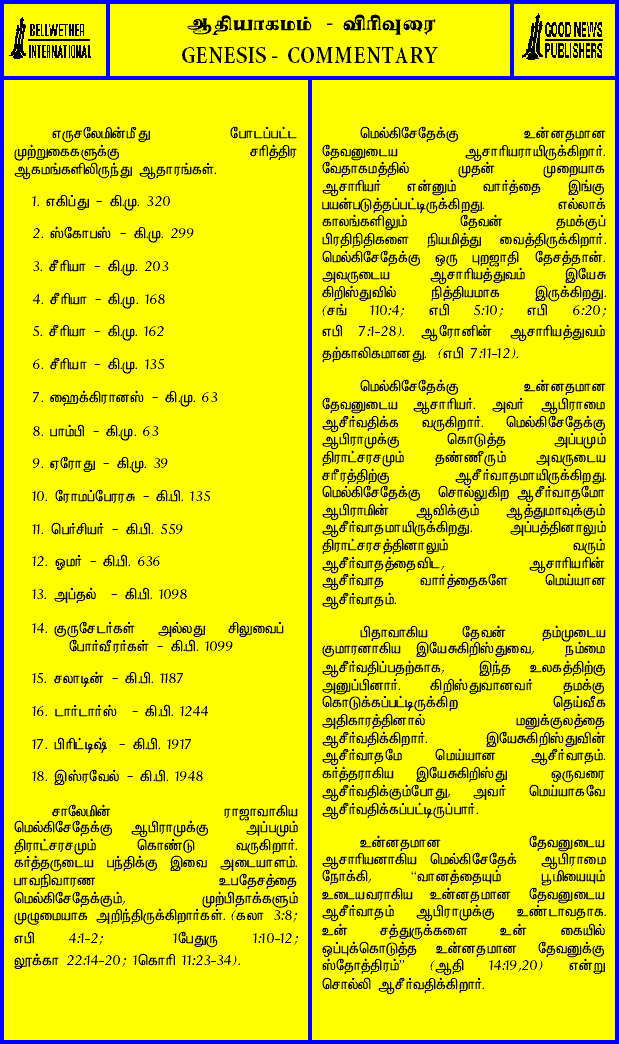 BELLWETHER
INTERNATIONAL
ஆதியாகமம் - விரிவுரை
GENESIS - COMMENTARY
GOOD NEWS
PUBLISHERS
எருசலேமின்மீது போடப்பட்ட
முற்றுகைகளுக்கு சரித்திர
ஆகமங்களிலிருந்து ஆதாரங்கள்.
1. எகிப்து - கி.மு. 320
2. ஸ்கோபஸ் - கி.மு. 299
3. சீரியா - கி.மு. 203
4. சீரியா - கி.மு. 168
5. சீரியா - கி.மு. 162
6. சீரியா - கி.மு. 135
7. ஹைக்கிரானஸ் - கி.மு. 63
8. பாம்பி - கி.மு. 63
9. ஏரோது - கி.மு. 39
10. ரோமப்பேரரசு - கி.பி. 135
11. பெர்சியர் - கி.பி. 559
12. ஓமர் - கி.பி. 636
13. அப்தல் - கி.பி. 1098
14. குருசேடர்கள் அல்லது சிலுவைப்
போர்வீரர்கள் - கி.பி. 1099
15. சலாடின் - கி.பி. 1187
16. டார்டார்ஸ் - கி.பி. 1244
17. பிரிட்டிஷ் - கி.பி. 1917
18. இஸ்ரவேல் - கி.பி. 1948
சாலேமின் ராஜாவாகிய
மெல்கிசேதேக்கு ஆபிராமுக்கு அப்பமும்
திராட்சரசமும் கொண்டு வருகிறார்.
கர்த்தருடைய பந்திக்கு இவை அடையாளம்.
பாவநிவாரண உபதேசத்தை
மெல்கிசேதேக்கும், முற்பிதாக்களும்
முழுமையாக அறிந்திருக்கிறார்கள். (கலா 3:8;
எபி 4:1-2; 1பேதுரு 1:10-12;
லூக்கா 22:14-20; 1கொரி 11:23-34).
மெல்கிசேதேக்கு உன்னதமான
தேவனுடைய ஆசாரியராயிருக்கிறார்.
வேதாகமத்தில் முதன் முறையாக
ஆசாரியர் என்னும் வார்த்தை இங்கு
பயன்படுத்தப்பட்டிருக்கிறது. எல்லாக்
காலங்களிலும் தேவன் தமக்குப்
பிரதிநிதிகளை நியமித்து வைத்திருக்கிறார்.
மெல்கிசேதேக்கு ஒரு புறஜாதி தேசத்தான்.
அவருடைய ஆசாரியத்துவம் இயேசு
கிறிஸ்துவில் நித்தியமாக இருக்கிறது.
(சங் 110:4; எபி 5:10; எபி 6:20;
எபி 7:1-28). ஆரோனின் ஆசாரியத்துவம்
தற்காலிகமானது. (எபி 7:11-12).
மெல்கிசேதேக்கு உன்னதமான
தேவனுடைய ஆசாரியர். அவர் ஆபிராமை
ஆசீர்வதிக்க வருகிறார். மெல்கிசேதேக்கு
ஆபிராமுக்கு கொடுத்த அப்பமும்
திராட்சரசமும் தண்ணீரும் அவருடைய
சரீரத்திற்கு ஆசீர்வாதமாயிருக்கிறது.
மெல்கிசேதேக்கு சொல்லுகிற ஆசீர்வாதமோ
ஆபிராமின் ஆவிக்கும் ஆத்துமாவுக்கும்
ஆசீர்வாதமாயிருக்கிறது. அப்பத்தினாலும்
திராட்சரசத்தினாலும் வரும்
ஆசீர்வாதத்தைவிட, ஆசாரியரின்
ஆசீர்வாத வார்த்தைகளே மெய்யான
ஆசீர்வாதம்.
பிதாவாகிய தேவன் தம்முடைய
குமாரனாகிய இயேசுகிறிஸ்துவை, நம்மை
ஆசீர்வதிப்பதற்காக, இந்த உலகத்திற்கு
அனுப்பினார். கிறிஸ்துவானவர் தமக்கு
கொடுக்கப்பட்டிருக்கிற தெய்வீக
அதிகாரத்தினால் மனுக்குலத்தை
ஆசீர்வதிக்கிறார். இயேசுகிறிஸ்துவின்
ஆசீர்வாதமே மெய்யான ஆசீர்வாதம்.
கர்த்தராகிய இயேசுகிறிஸ்து ஒருவரை
ஆசீர்வதிக்கும்போது, அவர் மெய்யாகவே
ஆசீர்வதிக்கப்பட்டிருப்பார்.
உன்னதமான தேவனுடைய
ஆசாரியனாகிய மெல்கிசேதேக் ஆபிராமை
நோக்கி, “வானத்தையும் பூமியையும்
உடையவராகிய உன்னதமான தேவனுடைய
ஆசீர்வாதம் ஆபிராமுக்கு உண்டாவதாக.
உன் சத்துருக்களை உன் கையில்
ஒப்புக்கொடுத்த உன்னதமான தேவனுக்கு
ஸ்தோத்திரம்” (ஆதி 14:19,20) என்று
சொல்லி ஆசீர்வதிக்கிறார்.